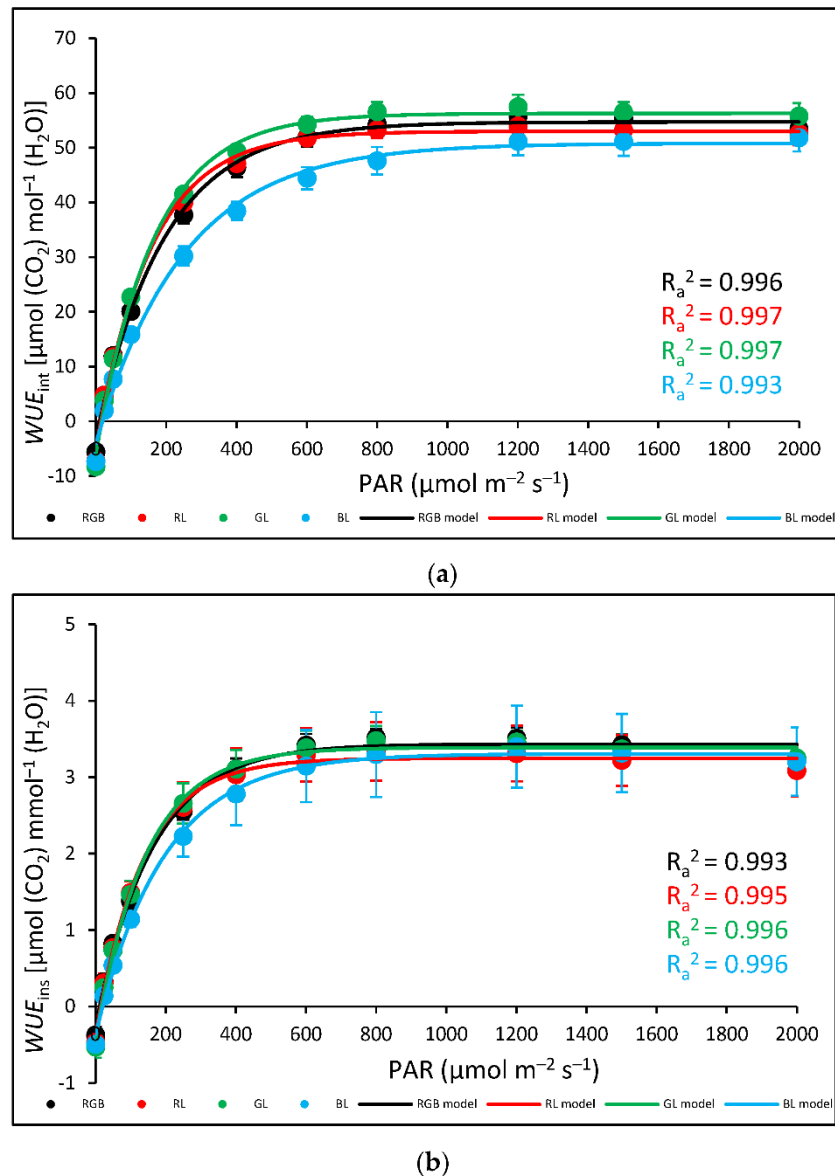 70
60
50
40
30
20
10
0
-10
WUEint [µmol (CO2) mol−1 (H2O)]
200 400 600 800 1000 1200 1400 1600 1800 2000
PAR (µmol m−2 s−1)
Ra2 = 0.996
Ra2 = 0.997
Ra2 = 0.997
Ra2 = 0.993
RGB RL GL BL RGB model RL model GL model BL model
(a)
5
4
3
2
1
0
-1
WUEins [µmol (CO2) mmol−1 (H2O)]
200 400 600 800 1000 1200 1400 1600 1800 2000
PAR (µmol m−2 s−1)
Ra2 = 0.993
Ra2 = 0.995
Ra2 = 0.996
Ra2 = 0.996
RGB RL GL BL RGB model RL model GL model BL model
(b)